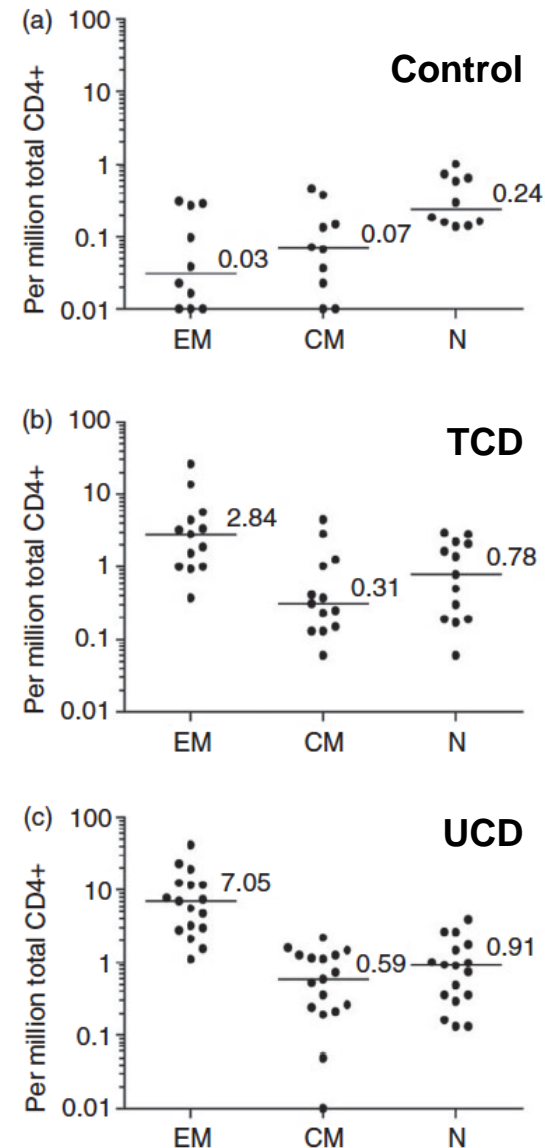 (a)
Control
Per million total CD4+
100
10
1
0.1
0.01
0.03
0.07
0.24
EM CM N
(b)
TCD
Per million total CD4+
100
10
1
0.1
0.01
2.84
0.31
0.78
EM CM N
(c)
UCD
Per million total CD4+
100
10
1
0.1
0.01
7.05
0.59
0.91
EM CM N